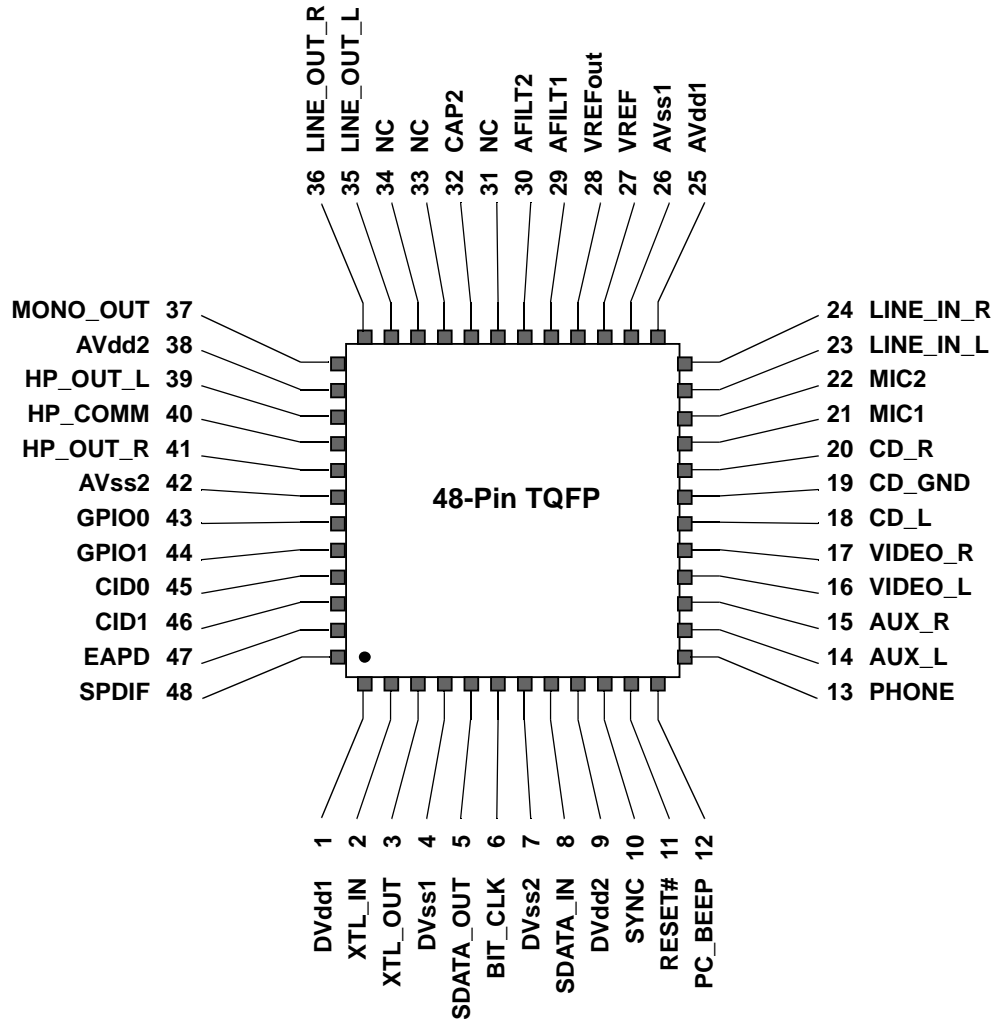 36 LINE_OUT_R
35 LINE_OUT_L
34 NC
33 NC
32 CAP2
31 NC
30 AFILT2
29 AFILT1
28 VREFout
27 VREF
26 AVss1
25 AVdd1
MONO_OUT 37
AVdd2 38
HP_OUT_L 39
HP_COMM 40
HP_OUT_R 41
AVss2 42
GPIO0 43
GPIO1 44
CID0 45
CID1 46
EAPD 47
SPDIF 48
48-Pin TQFP
24 LINE_IN_R
23 LINE_IN_L
22 MIC2
21 MIC1
20 CD_R
19 CD_GND
18 CD_L
17 VIDEO_R
16 VIDEO_L
15 AUX_R
14 AUX_L
13 PHONE
DVdd1 1
XTL_IN 2
XTL_OUT 3
DVss1 4
SDATA_OUT 5
BIT_CLK 6
DVss2 7
SDATA_IN 8
DVdd2 9
SYNC 10
RESET# 11
PC_BEEP 12